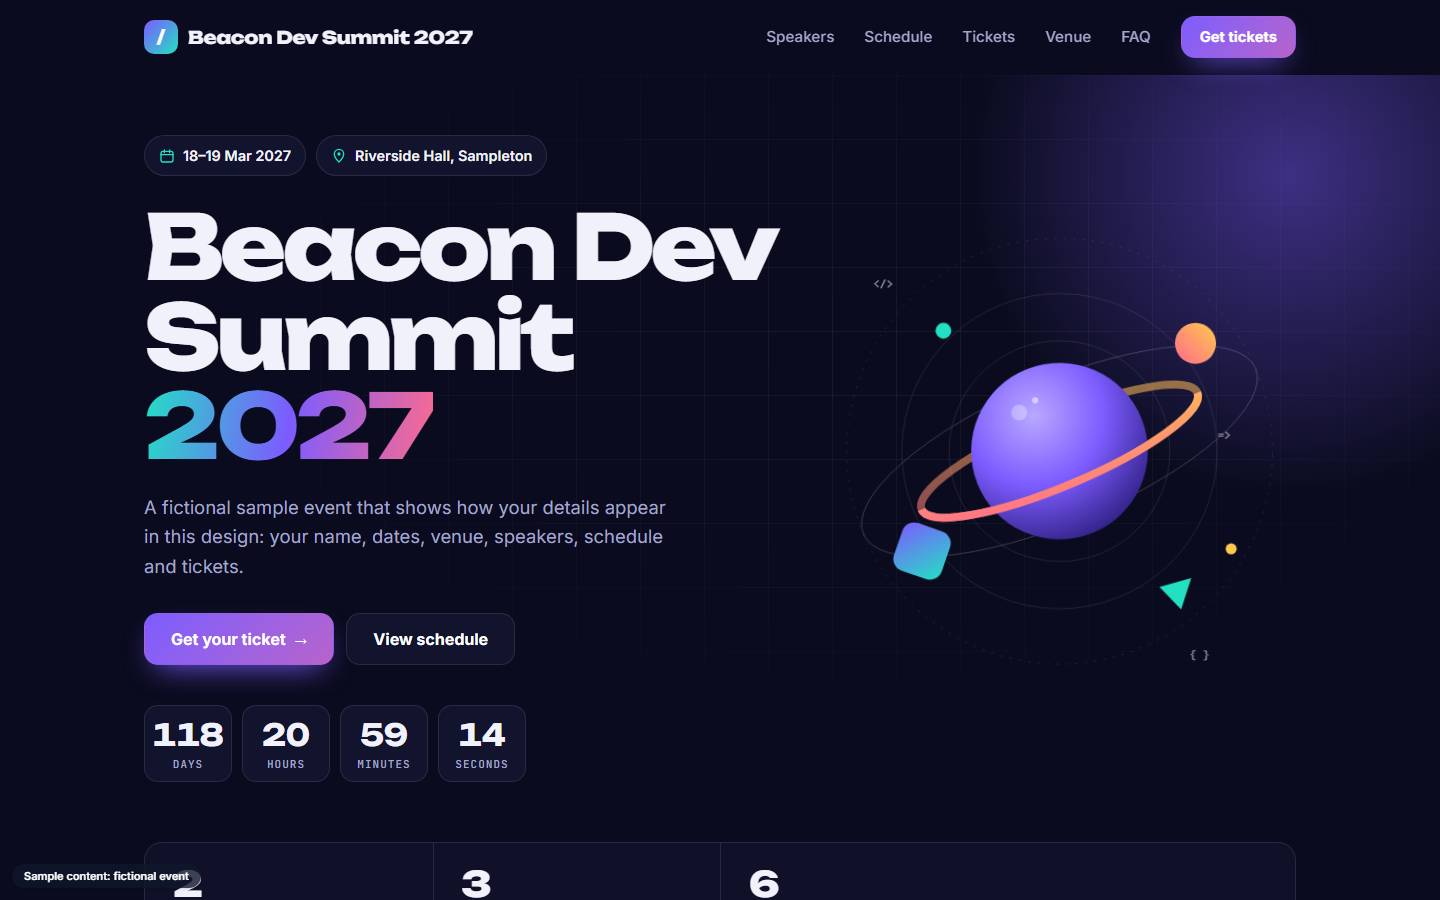 / Beacon Dev Summit 2027
Speakers Schedule Tickets Venue FAQ Get tickets
18–19 Mar 2027
Riverside Hall, Sampleton
Beacon Dev
Summit
2027
</>
=>
{ }
A fictional sample event that shows how your details appear
in this design: your name, dates, venue, speakers, schedule
and tickets.
Get your ticket →
View schedule
118 20 59 14
DAYS HOURS MINUTES SECONDS
2 3 6
Sample content: fictional event